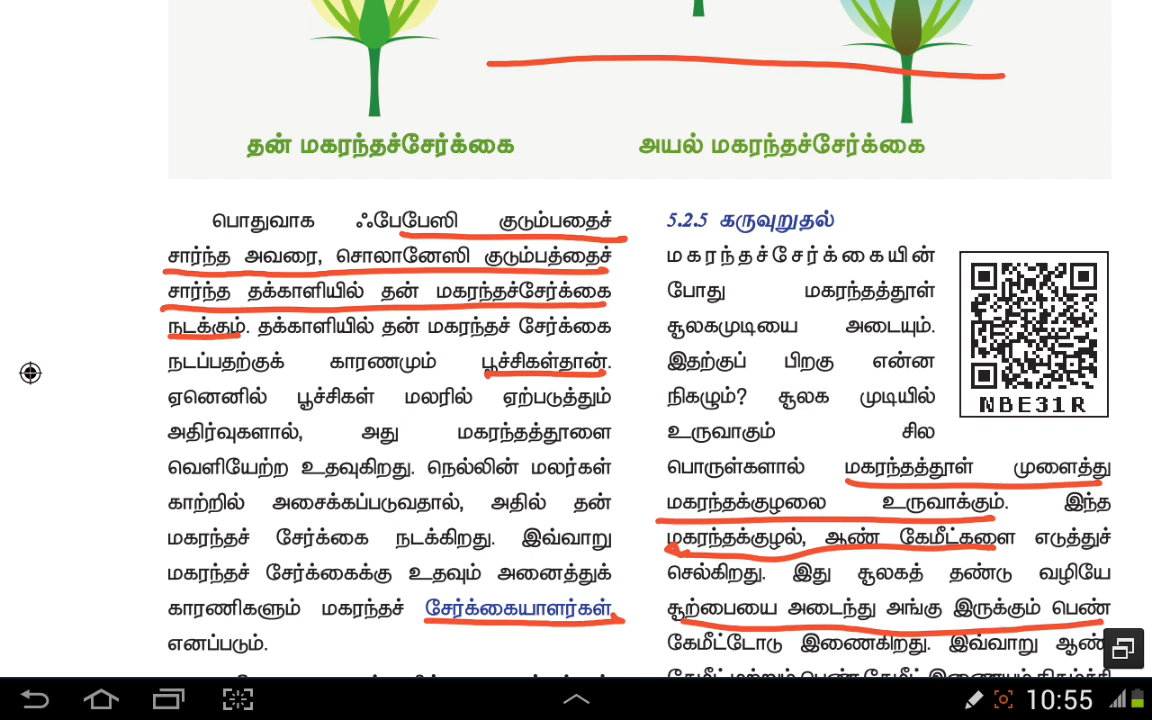 தன் மகரந்தச்சேர்க்கை
அயல் மகரந்தச்சேர்க்கை
பொதுவாக ஃபேபேஸி குடும்பதைச்
சார்ந்த அவரை, சொலானேஸி குடும்பத்தைச்
சார்ந்த தக்காளியில் தன் மகரந்தச்சேர்க்கை
நடக்கும். தக்காளியில் தன் மகரந்தச் சேர்க்கை
நடப்பதற்குக் காரணமும் பூச்சிகள்தான்.
ஏனெனில் பூச்சிகள் மலரில் ஏற்படுத்தும்
அதிர்வுகளால், அது மகரந்தத்தூளை
வெளியேற்ற உதவுகிறது. நெல்லின் மலர்கள்
காற்றில் அசைக்கப்படுவதால், அதில் தன்
மகரந்தச் சேர்க்கை நடக்கிறது. இவ்வாறு
மகரந்தச் சேர்க்கைக்கு உதவும் அனைத்துக்
காரணிகளும் மகரந்தச் சேர்க்கையாளர்கள்
எனப்படும்.
5.2.5 கருவுறுதல்
மகரந்தச்சேர்க்கையின்
போது மகரந்தத்தூள்
சூலகமுடியை அடையும்.
இதற்குப் பிறகு என்ன
நிகழும்? சூலக முடியில்
உருவாகும் சில
பொருள்களால் மகரந்தத்தூள் முளைத்து
மகரந்தக்குழலை உருவாக்கும். இந்த
மகரந்தக்குழல், ஆண் கேமீட்களை எடுத்துச்
செல்கிறது. இது சூலகத் தண்டு வழியே
சூற்பையை அடைந்து அங்கு இருக்கும் பெண்
கேமீட்டோடு இணைகிறது. இவ்வாறு ஆண்
NBE31R
10:55